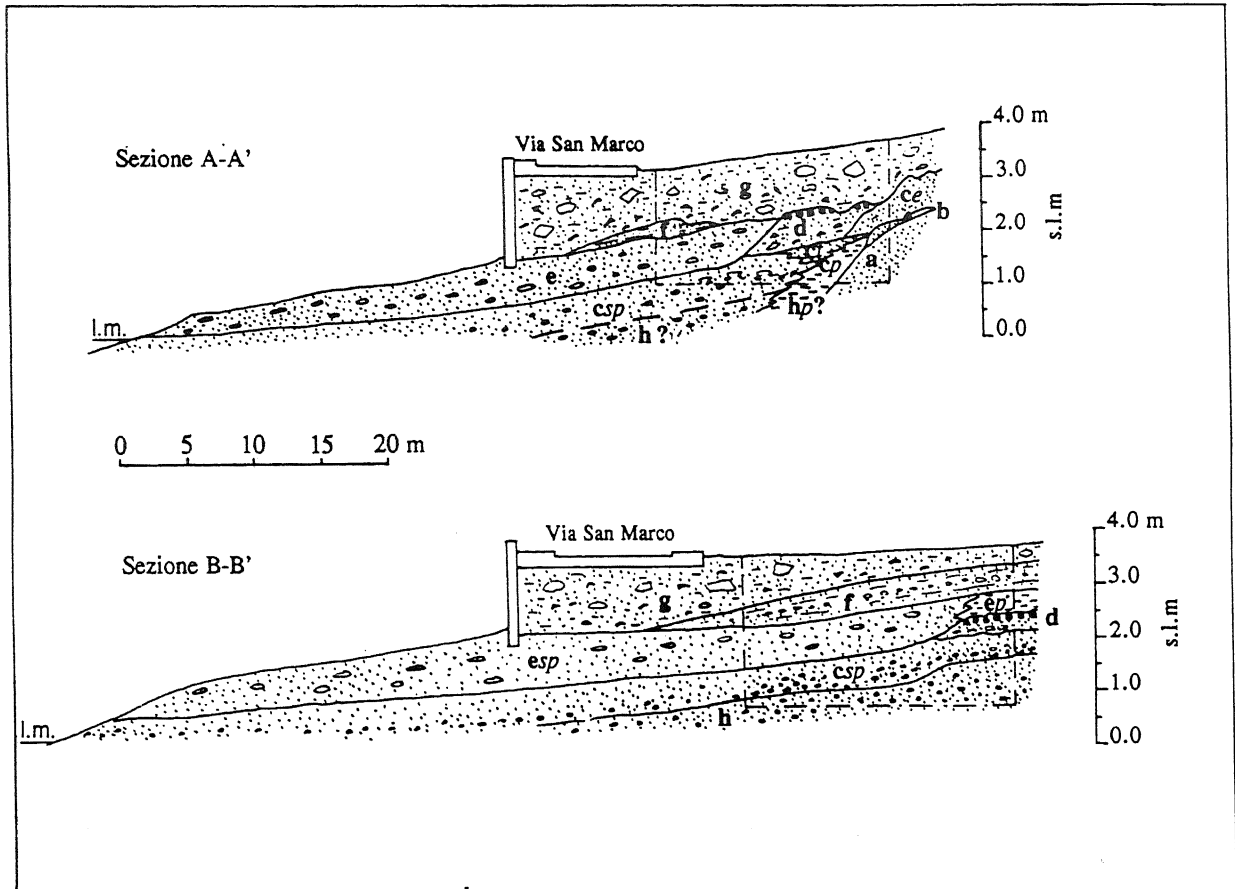 Sezione A-A'
Via San Marco
4.0 m
3.0
2.0
1.0
0.0
s.l.m
g
f
d
ce
b
a
cp
e
csp
hp?
h ?
l.m.
0 5 10 15 20 m
Sezione B-B'
Via San Marco
4.0 m
3.0
2.0
1.0
0.0
s.l.m
g
f
ep
d
esp
csp
h
l.m.